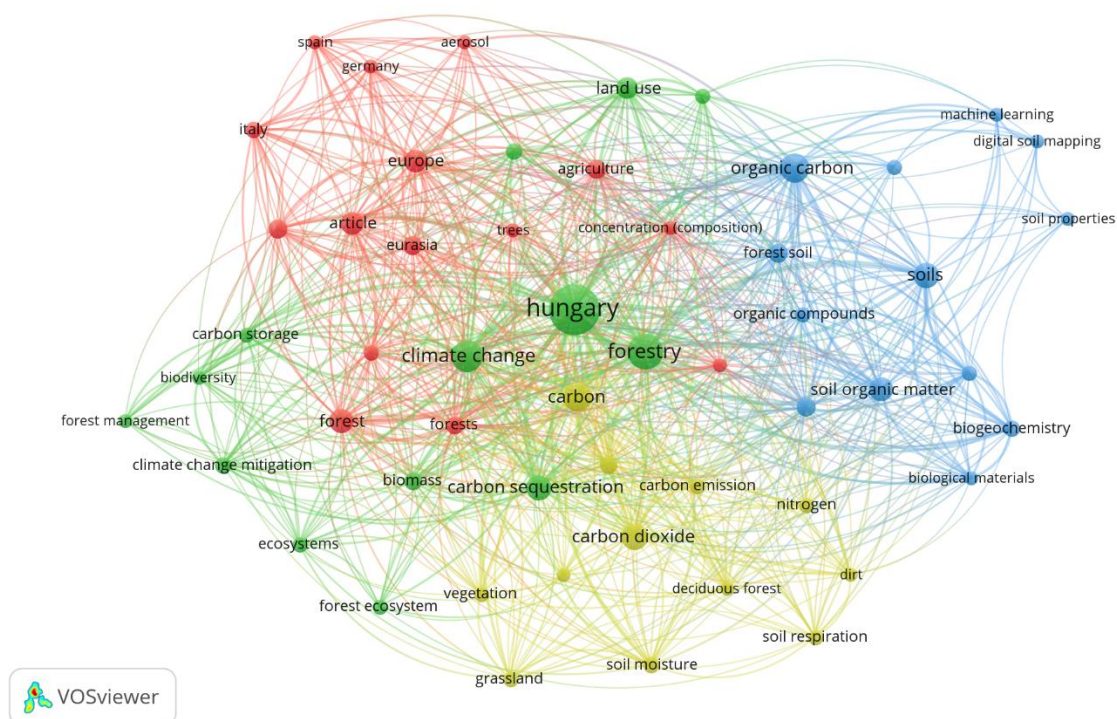 spain
aerosol
germany
land use
machine learning
italy
digital soil mapping
europe
agriculture
organic carbon
article
trees
concentration (composition)
soil properties
eurasia
forest soil
soils
hungary
organic compounds
carbon storage
climate change
forestry
biodiversity
carbon
soil organic matter
forest management
forest
forests
biogeochemistry
climate change mitigation
biomass
carbon sequestration
carbon emission
biological materials
nitrogen
ecosystems
carbon dioxide
dirt
vegetation
deciduous forest
forest ecosystem
soil respiration
grassland
soil moisture
VOSviewer